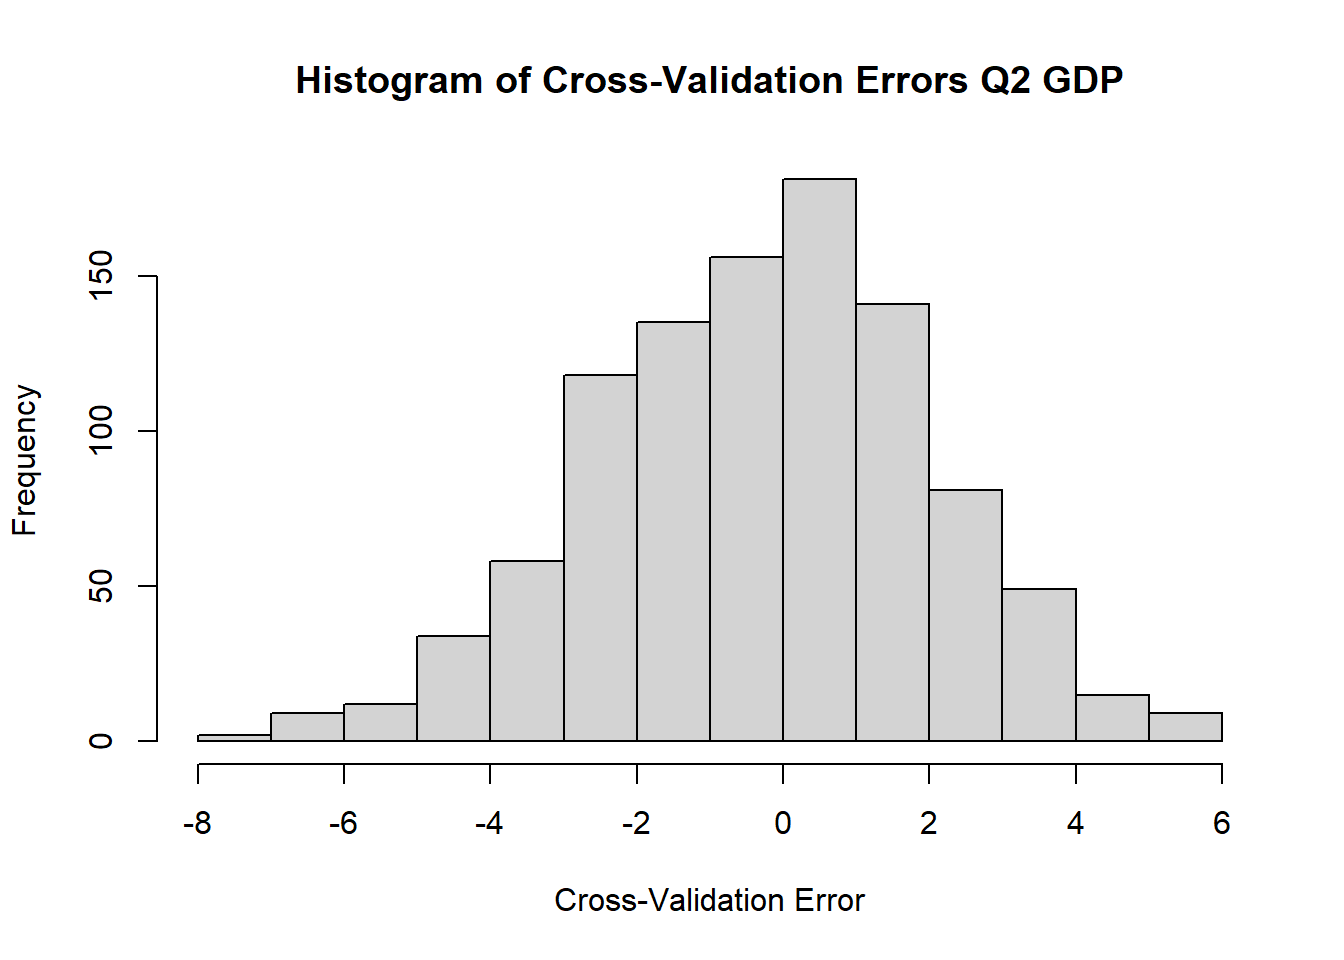 Histogram of Cross-Validation Errors Q2 GDP
Frequency
150
100
50
0
-8 -6 -4 -2 0 2 4 6
Cross-Validation Error